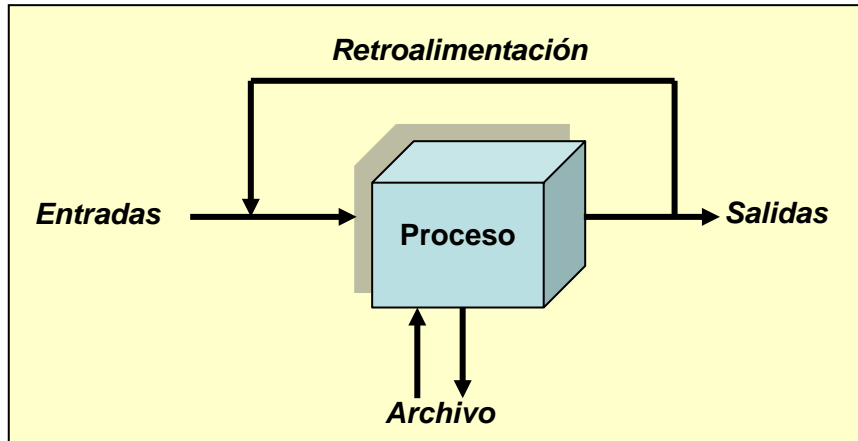 Retroalimentación
Entradas
Proceso
Salidas
Archivo